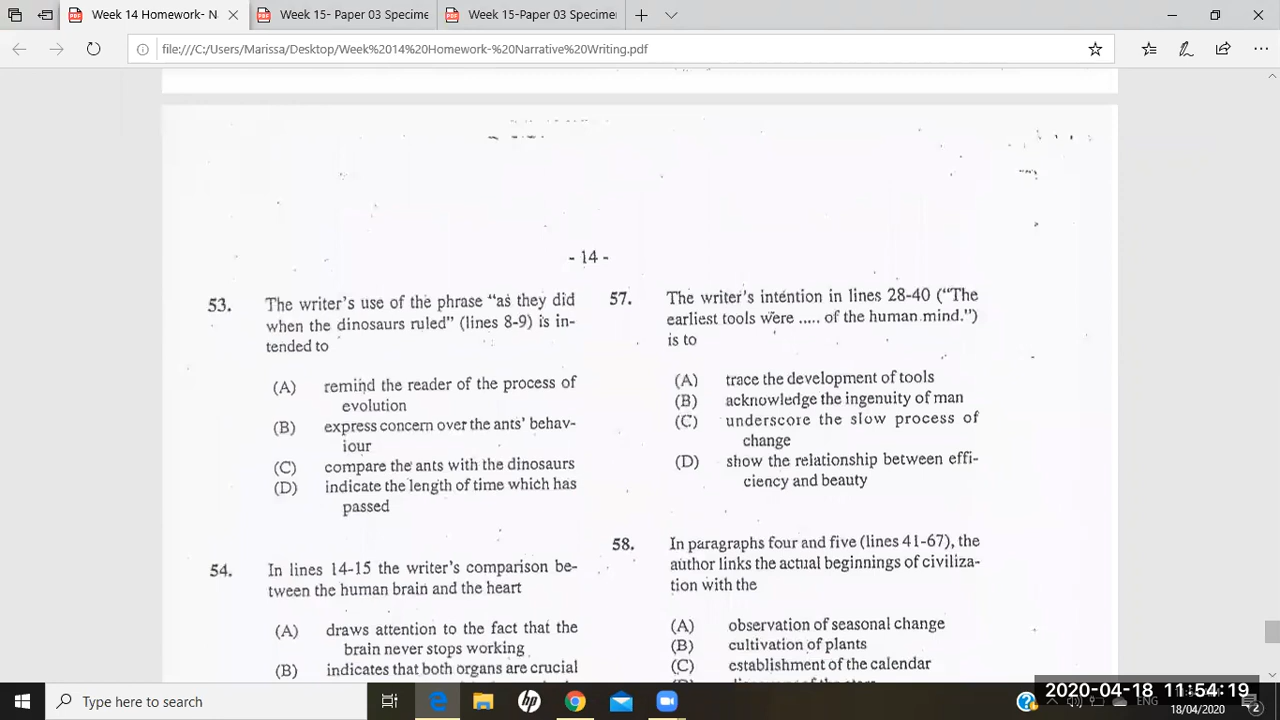 Week 14 Homework- N
Week 15- Paper 03 Specime
Week 15-Paper 03 Specimen
file:///C:/Users/Marissa/Desktop/Week%2014%20Homework-%20Narrative%20Writing.pdf
- 14 -
53. The writer's use of the phrase "as they did
when the dinosaurs ruled" (lines 8-9) is in-
tended to
(A) remind the reader of the process of
evolution
(B) express concern over the ants' behav-
iour
(C) compare the ants with the dinosaurs
(D) indicate the length of time which has
passed
54. In lines 14-15 the writer's comparison be-
tween the human brain and the heart
(A) draws attention to the fact that the
brain never stops working
(B) indicates that both organs are crucial
57. The writer's intention in lines 28-40 ("The
earliest tools were ..... of the human mind.")
is to
(A) trace the development of tools
(B) acknowledge the ingenuity of man
(C) underscore the slow process of
change
(D) show the relationship between effi-
ciency and beauty
58. In paragraphs four and five (lines 41-67), the
author links the actual beginnings of civiliza-
tion with the
(A) observation of seasonal change
(B) cultivation of plants
(C) establishment of the calendar
Type here to search
hp
2020-04-18 11:54:19
ENG
18/04/2020
2